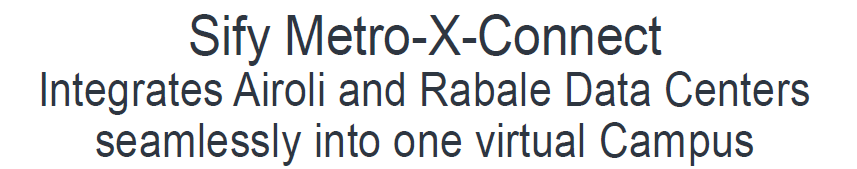 Sify Metro-X-Connect
Integrates Airoli and Rabale Data Centers
seamlessly into one virtual Campus